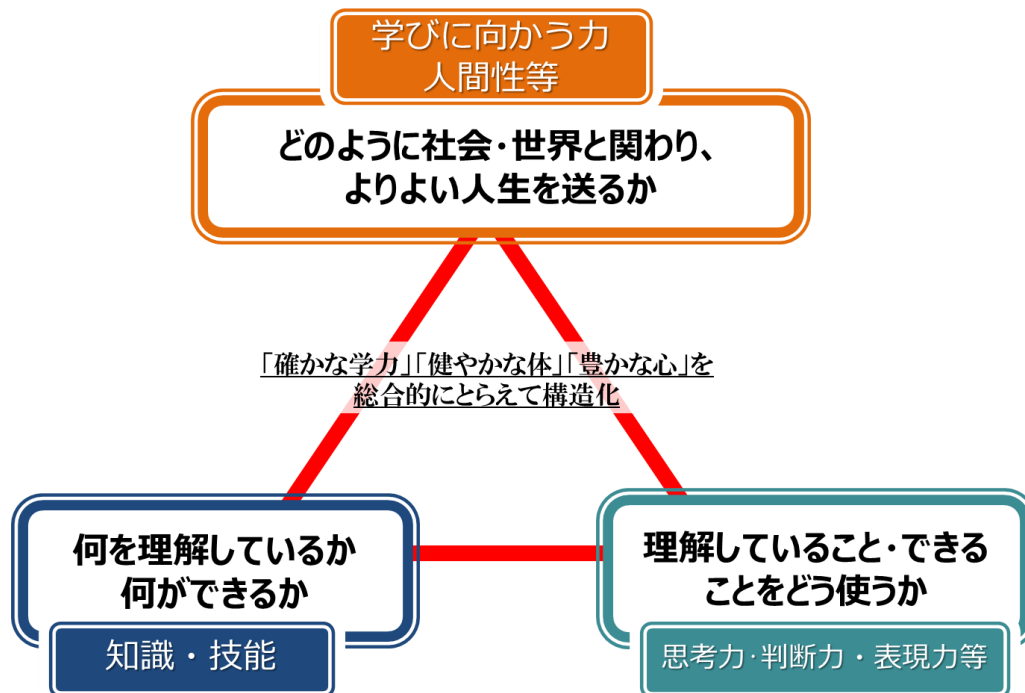 学びに向かう力
人間性等
どのように社会・世界と関わり、
よりよい人生を送るか
「確かな学力」「健やかな体」「豊かな心」を
総合的にとらえて構造化
何を理解しているか
何ができるか
知識・技能
理解していること・できる
ことをどう使うか
思考力・判断力・表現力等